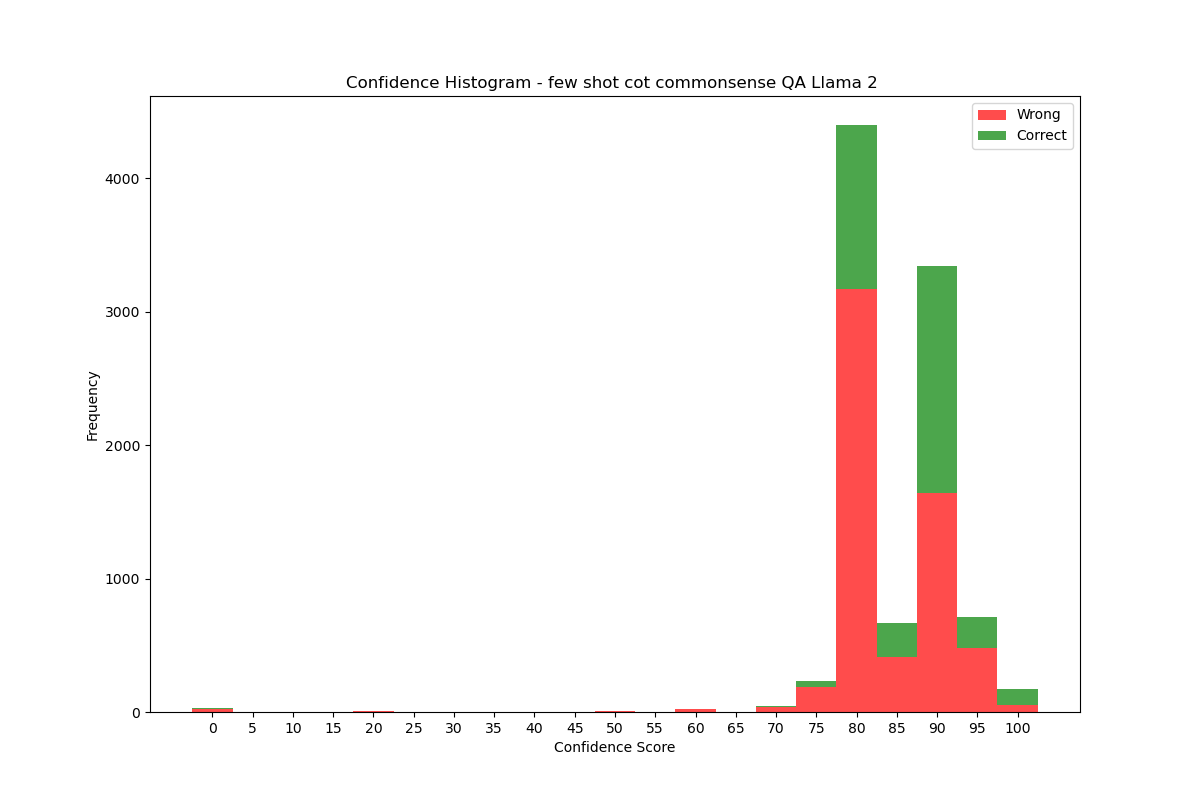 Confidence Histogram - few shot cot commonsense QA Llama 2
Wrong
Correct
4000
3000
2000
1000
0
Frequency
0 5 10 15 20 25 30 35 40 45 50 55 60 65 70 75 80 85 90 95 100
Confidence Score